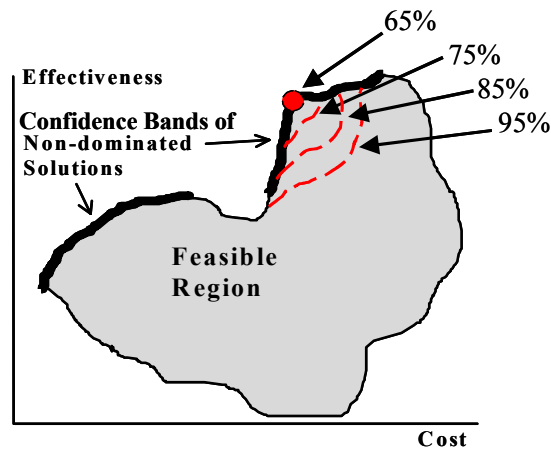 65%
75%
Effectiveness
85%
Confidence Bands of
95%
Non-dominated
Solutions
Feasible
Region
Cost